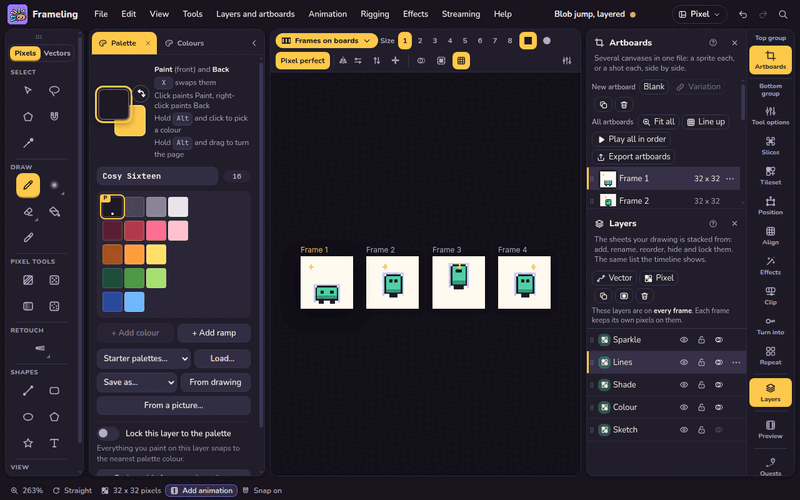 Frameling
File Edit View Tools Layers and artboards Animation Rigging Effects Streaming Help
Blob jump, layered
Pixel
Pixels Vectors
SELECT
DRAW
PIXEL TOOLS
RETOUCH
SHAPES
VIEW
Palette
Colours
Paint (front) and Back
X swaps them
Click paints Paint, right-
click paints Back
Hold Alt and click to pick
a colour
Hold Alt and drag to turn
the page
Cosy Sixteen 16
P
+ Add colour + Add ramp
Starter palettes... Load...
Save as... From drawing
From a picture...
Lock this layer to the palette
Everything you paint on this layer snaps to
the nearest palette colour.
Frames on boards Size 1 2 3 4 5 6 7 8
Pixel perfect
Frame 1 Frame 2 Frame 3 Frame 4
Artboards
Several canvases in one file: a sprite each,
or a shot each, side by side.
New artboard Blank Variation
All artboards Fit all Line up
Play all in order
Export artboards
Frame 1 32 x 32
Frame 2 32 x 32
Layers
The sheets your drawing is stacked from:
add, rename, reorder, hide and lock them.
The same list the timeline shows.
Vector Pixel
These layers are on every frame. Each frame
keeps its own pixels on them.
Sparkle
Lines
Shade
Colour
Sketch
Top group
Artboards
Bottom
group
Tool options
Slices
Tileset
Position
Align
Effects
Clip
Turn into
Repeat
Layers
Preview
Quests
263% Straight 32 x 32 pixels Add animation Snap on